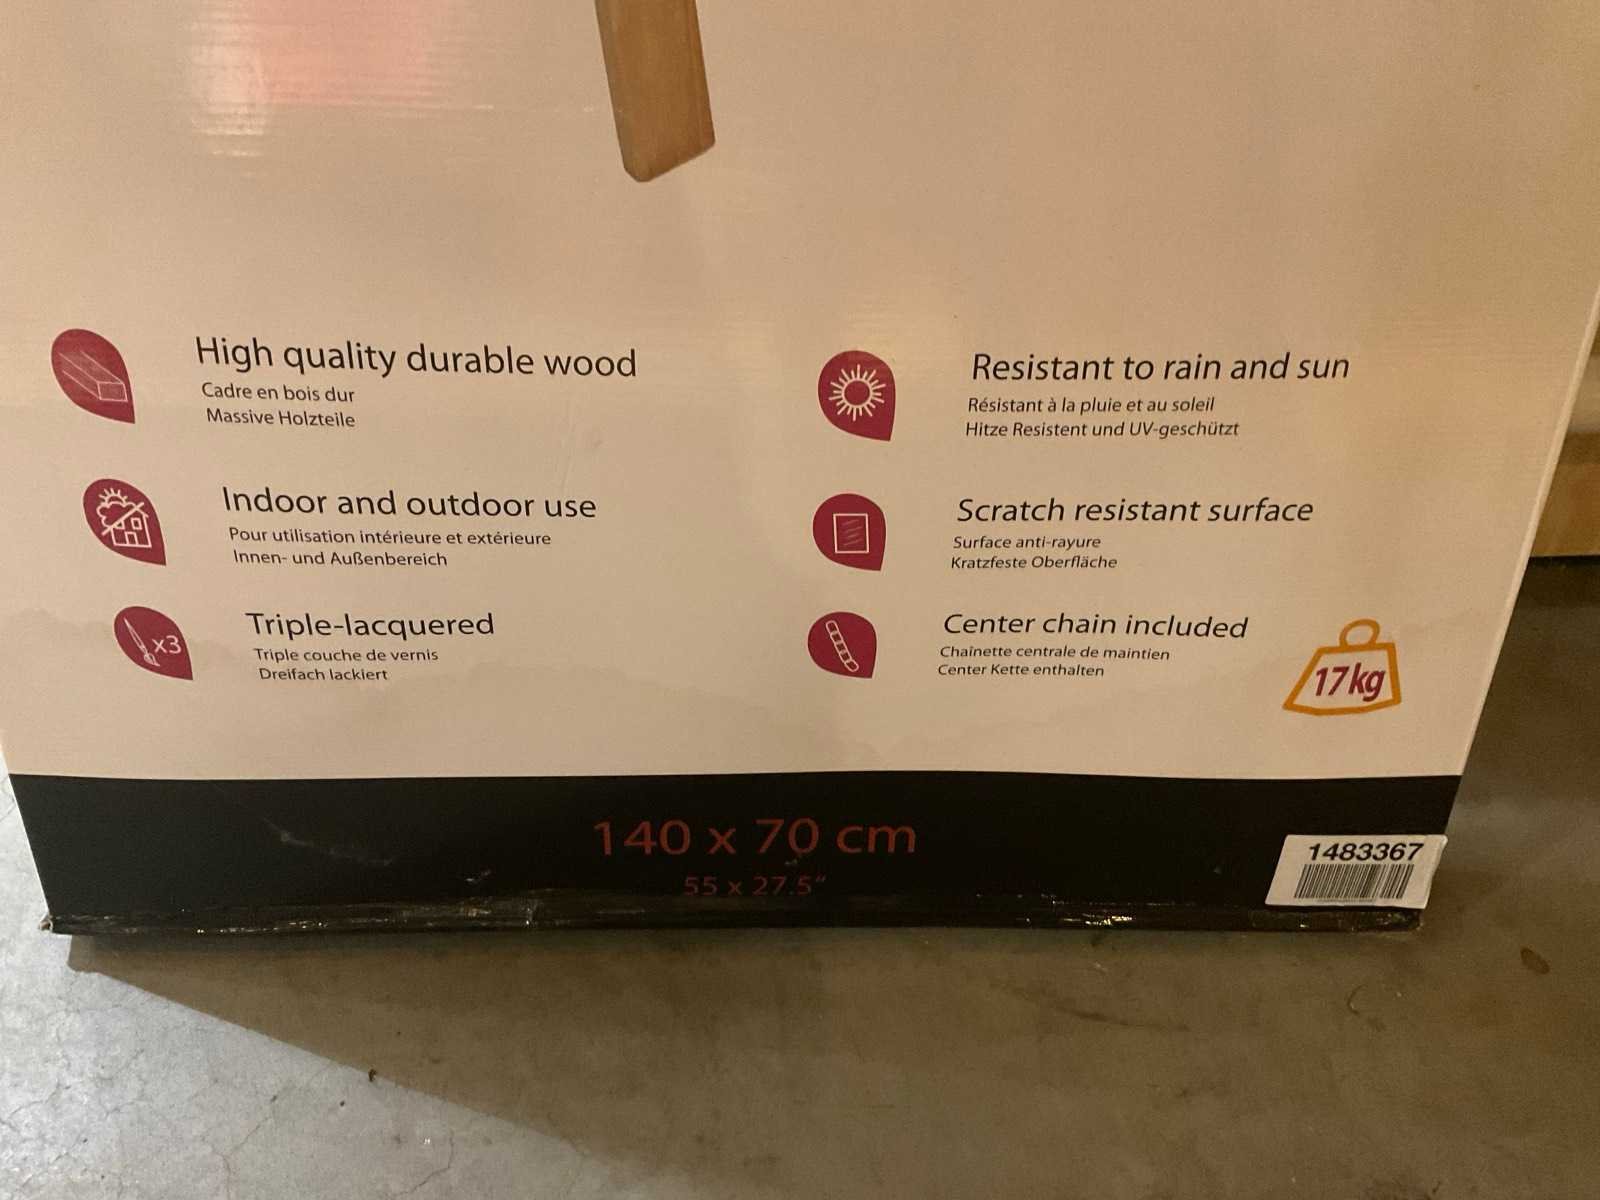 High quality durable wood
Cadre en bois dur
Massive Holzteile
Resistant to rain and sun
Résistant à la pluie et au soleil
Hitze Resistent und UV-geschützt
Indoor and outdoor use
Pour utilisation intérieure et extérieure
Innen- und Außenbereich
Scratch resistant surface
Surface anti-rayure
Kratzfeste Oberfläche
x3
Triple-lacquered
Triple couche de vernis
Dreifach lackiert
Center chain included
Chaînette centrale de maintien
Center Kette enthalten
17kg
140 x 70 cm
55 x 27.5"
1483367